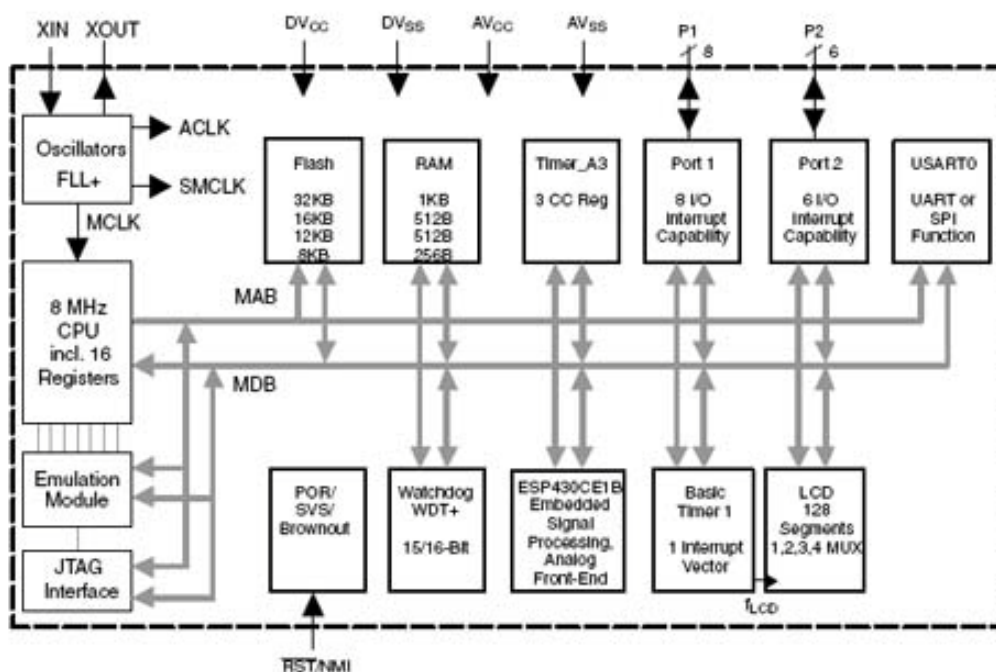 XIN XOUT DVCC DVSS AVCC AVSS P1 P2
8 6
Oscillators
FLL+
ACLK
SMCLK
MCLK
Flash
32KB
16KB
12KB
8KB
RAM
1KB
512B
512B
256B
Timer_A3
3 CC Reg
Port 1
8 I/O
Interrupt
Capability
Port 2
6 I/O
Interrupt
Capability
USART0
UART or
SPI
Function
8 MHz
CPU
incl. 16
Registers
MAB
MDB
Emulation
Module
JTAG
Interface
POR/
SVS/
Brownout
Watchdog
WDT+
15/16-Bit
ESP430CE1B
Embedded
Signal
Processing,
Analog
Front-End
Basic
Timer 1
1 Interrupt
Vector
LCD
128
Segments
1,2,3,4 MUX
fLCD
RST/NMI